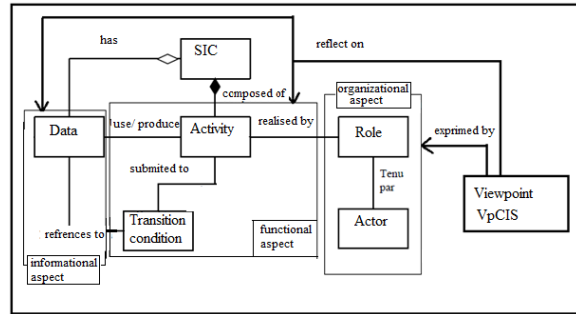 has
SIC
reflect on
composed of
organizational
aspect
Data
use/ produce
Activity
realised by
Role
exprimed by
submited to
Tenu
par
Viewpoint
VpCIS
Transition
condition
Actor
refrences to
functional
aspect
informational
aspect